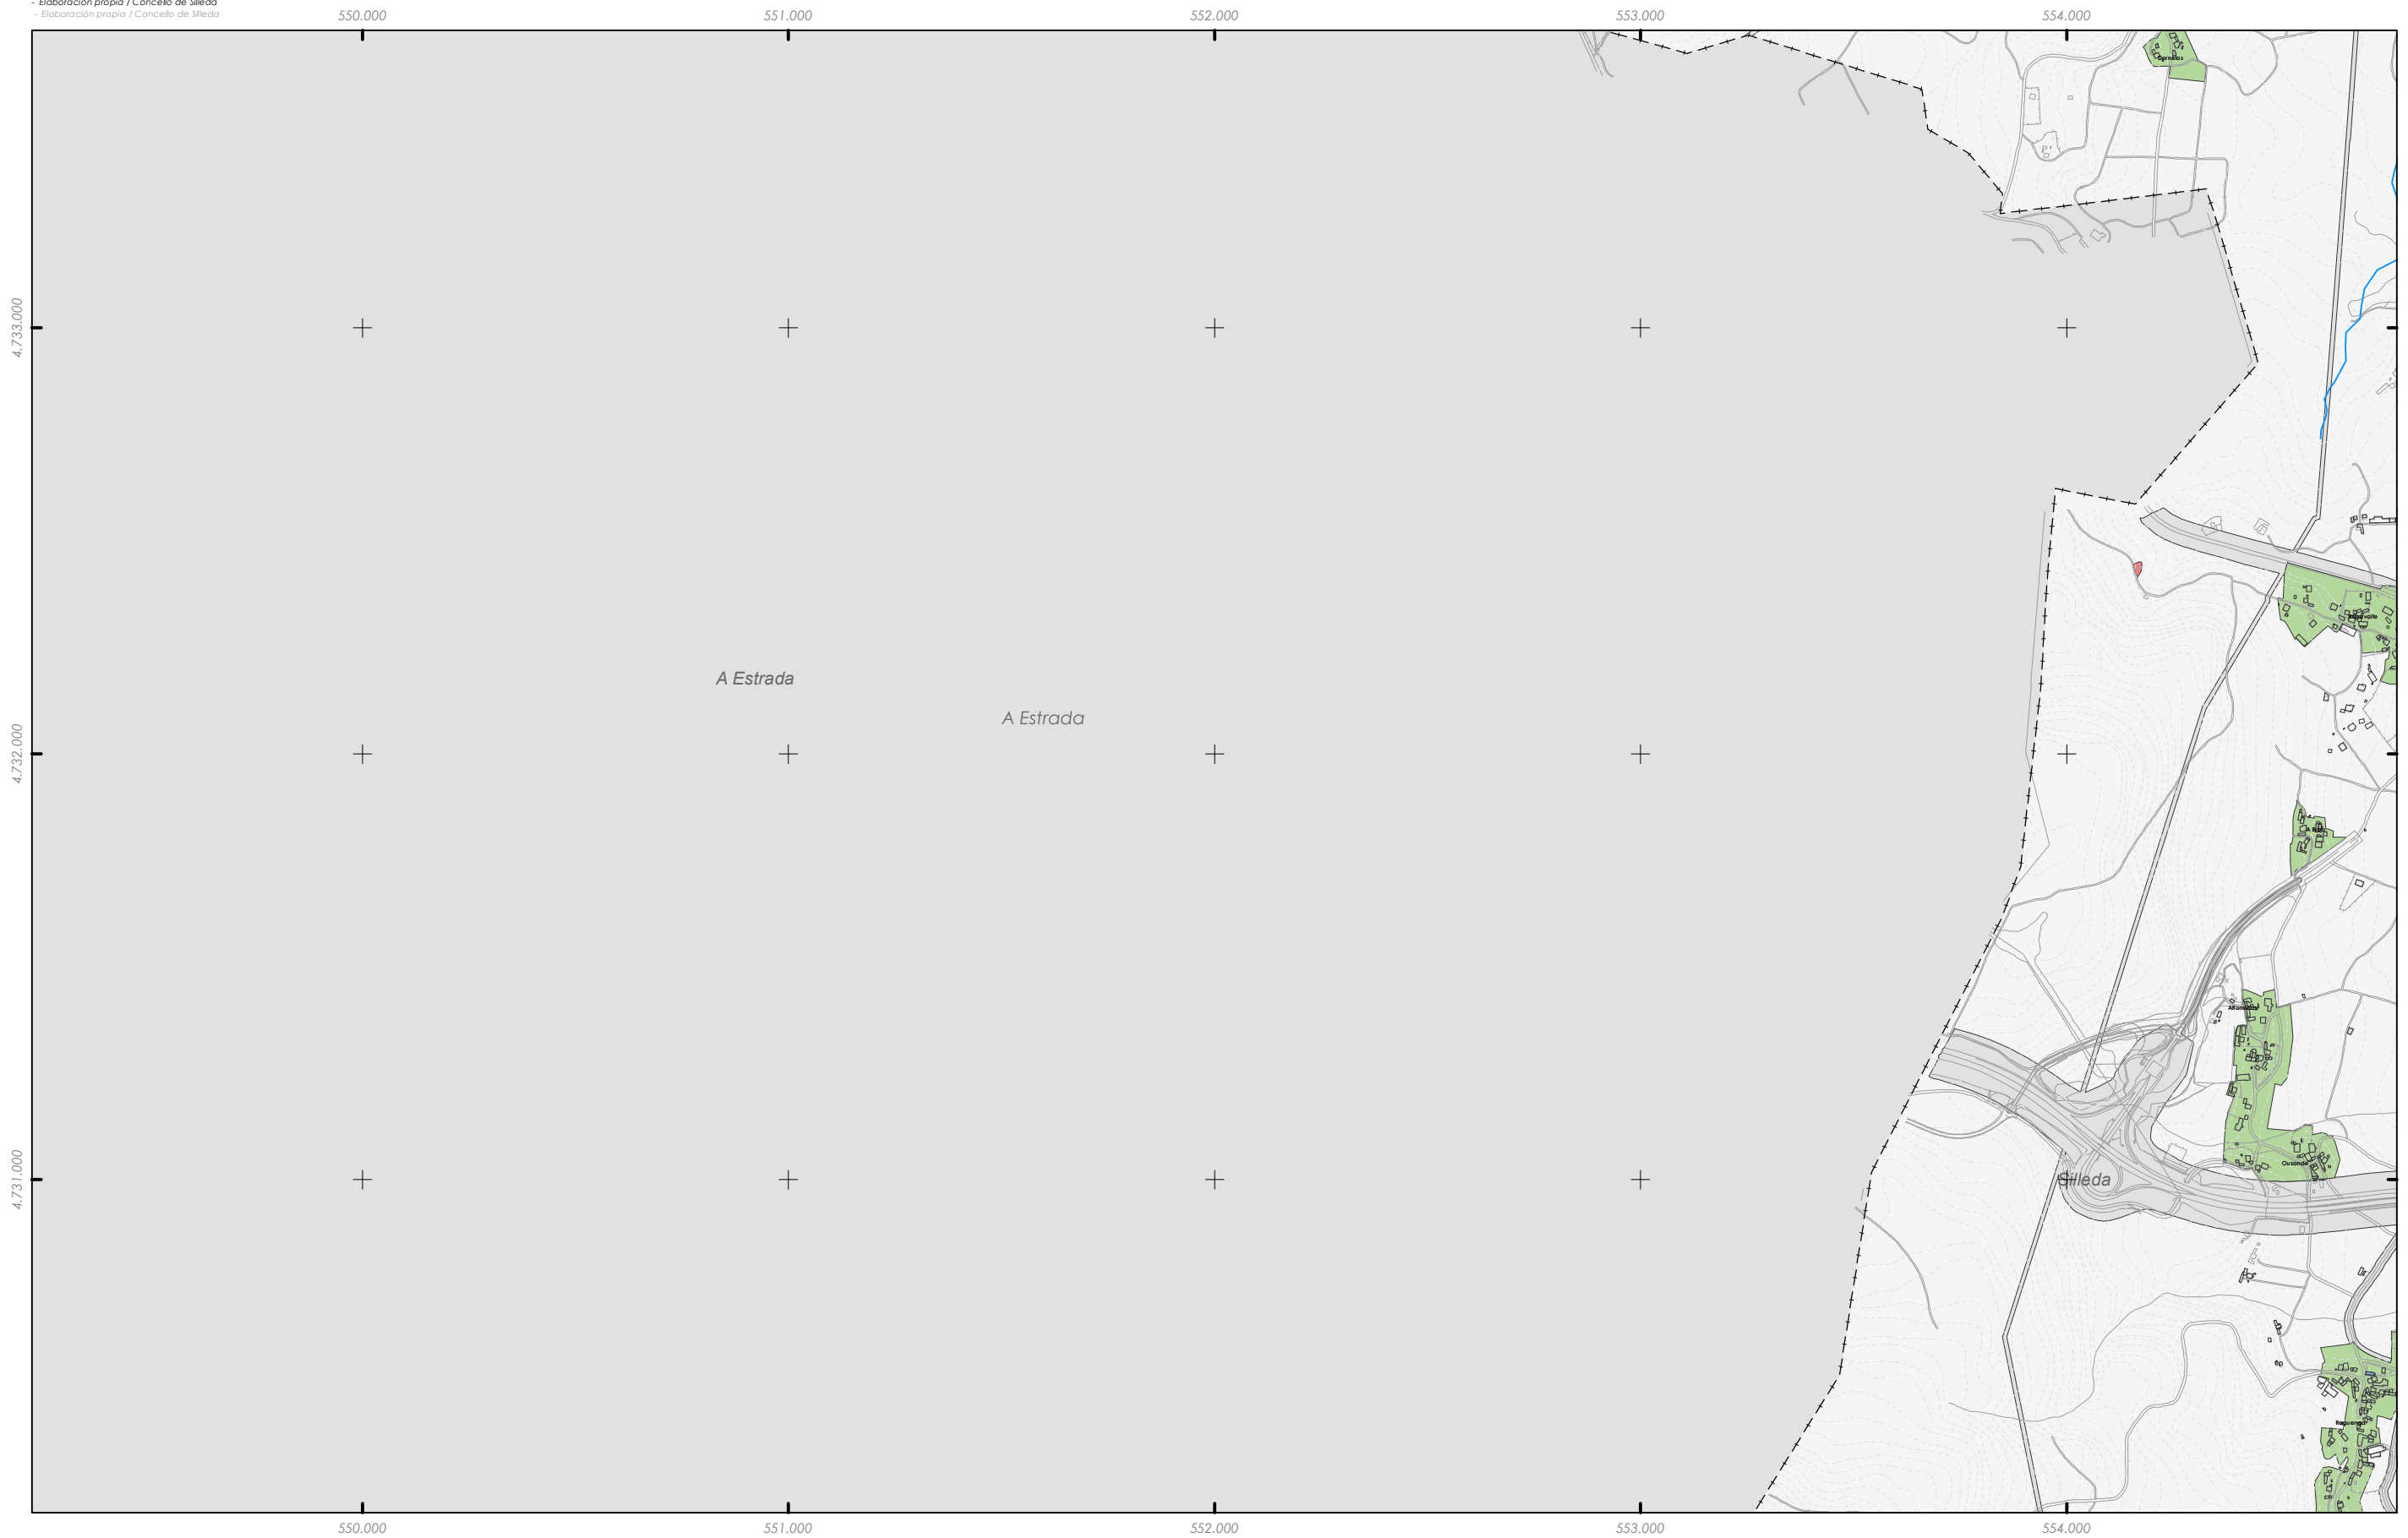 - Elaboración propia / Concello de Silleda
- Elaboración propia / Concello de Silleda
550.000
551.000
552.000
553.000
554.000
4.733.000
A Estrada
A Estrada
4.732.000
4.731.000
Ouzande
Silleda
550.000
551.000
552.000
553.000
554.000